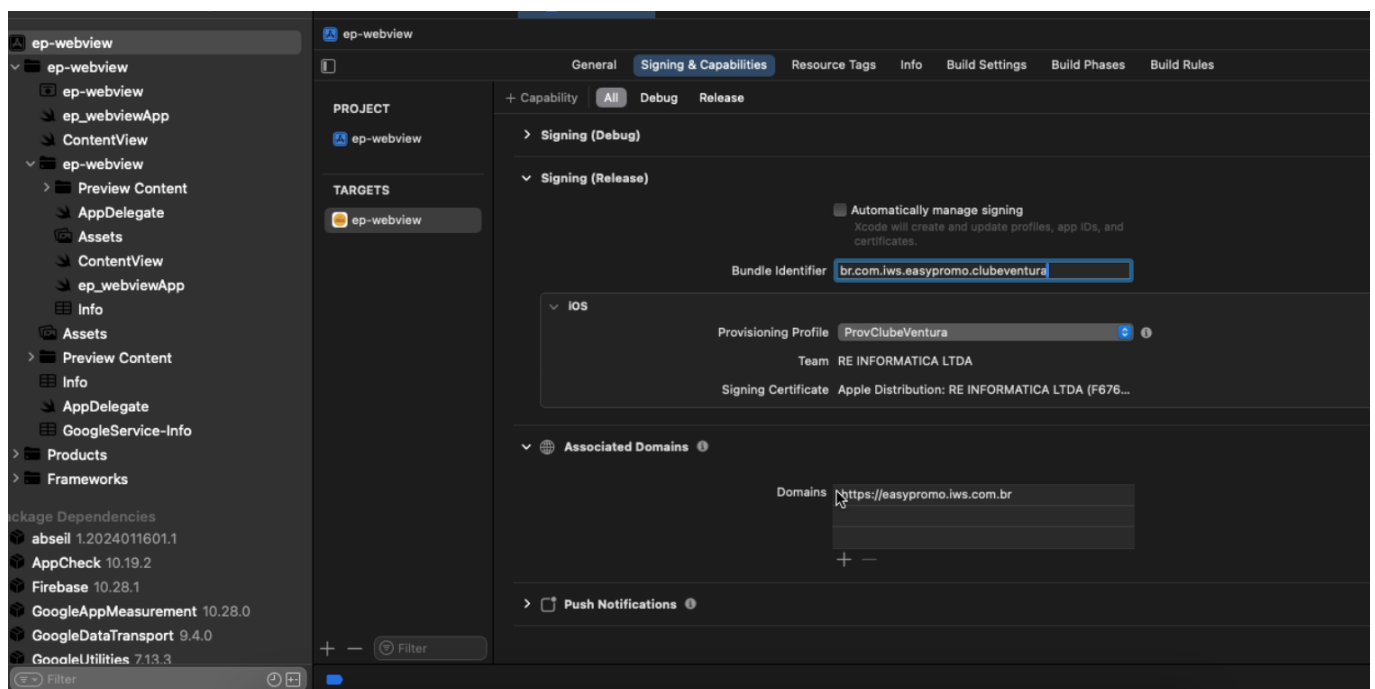 ep-webview
ep-webview
ep-webview
ep_webviewApp
ContentView
ep-webview
Preview Content
AppDelegate
Assets
ContentView
ep_webviewApp
Info
Assets
Preview Content
Info
AppDelegate
GoogleService-Info
Products
Frameworks
ackage Dependencies
abseil 1.2024011601.1
AppCheck 10.19.2
Firebase 10.28.1
GoogleAppMeasurement 10.28.0
GoogleDataTransport 9.4.0
GoogleUtilities 7.13.3
Filter
ep-webview
General Signing & Capabilities Resource Tags Info Build Settings Build Phases Build Rules
PROJECT
ep-webview
TARGETS
ep-webview
+ — Filter
+ Capability All Debug Release
Signing (Debug)
Signing (Release)
Automatically manage signing
Xcode will create and update profiles, app IDs, and
certificates.
Bundle Identifier br.com.iws.easypromo.clubeventura
iOS
Provisioning Profile ProvClubeVentura
Team RE INFORMATICA LTDA
Signing Certificate Apple Distribution: RE INFORMATICA LTDA (F676...
Associated Domains
Domains https://easypromo.iws.com.br
+ —
Push Notifications